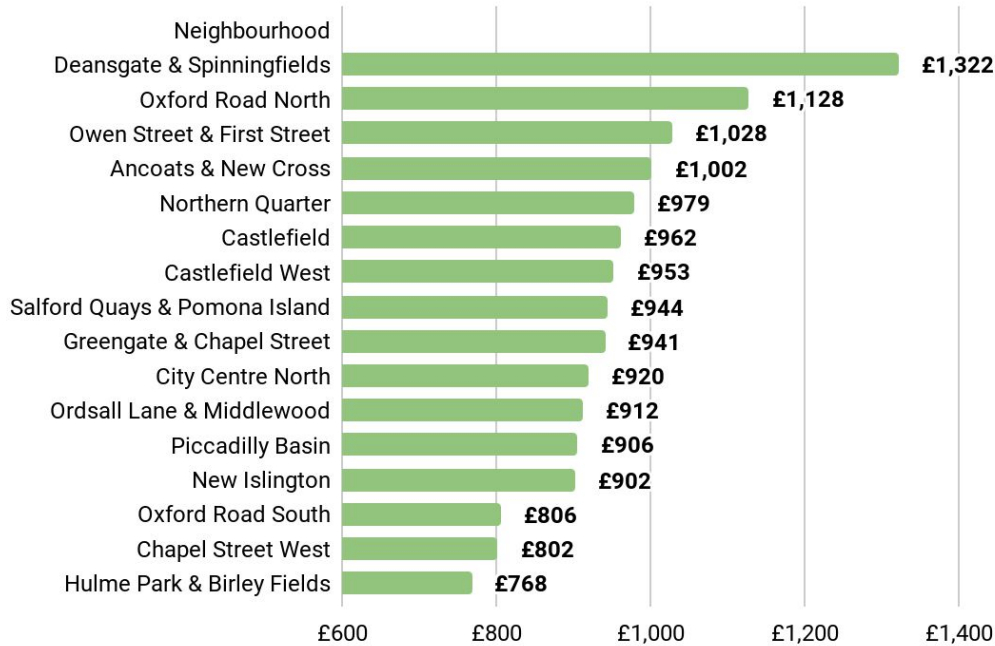 Neighbourhood
Deansgate & Spinningfields £1,322
Oxford Road North £1,128
Owen Street & First Street £1,028
Ancoats & New Cross £1,002
Northern Quarter £979
Castlefield £962
Castlefield West £953
Salford Quays & Pomona Island £944
Greengate & Chapel Street £941
City Centre North £920
Ordsall Lane & Middlewood £912
Piccadilly Basin £906
New Islington £902
Oxford Road South £806
Chapel Street West £802
Hulme Park & Birley Fields £768
£600 £800 £1,000 £1,200 £1,400